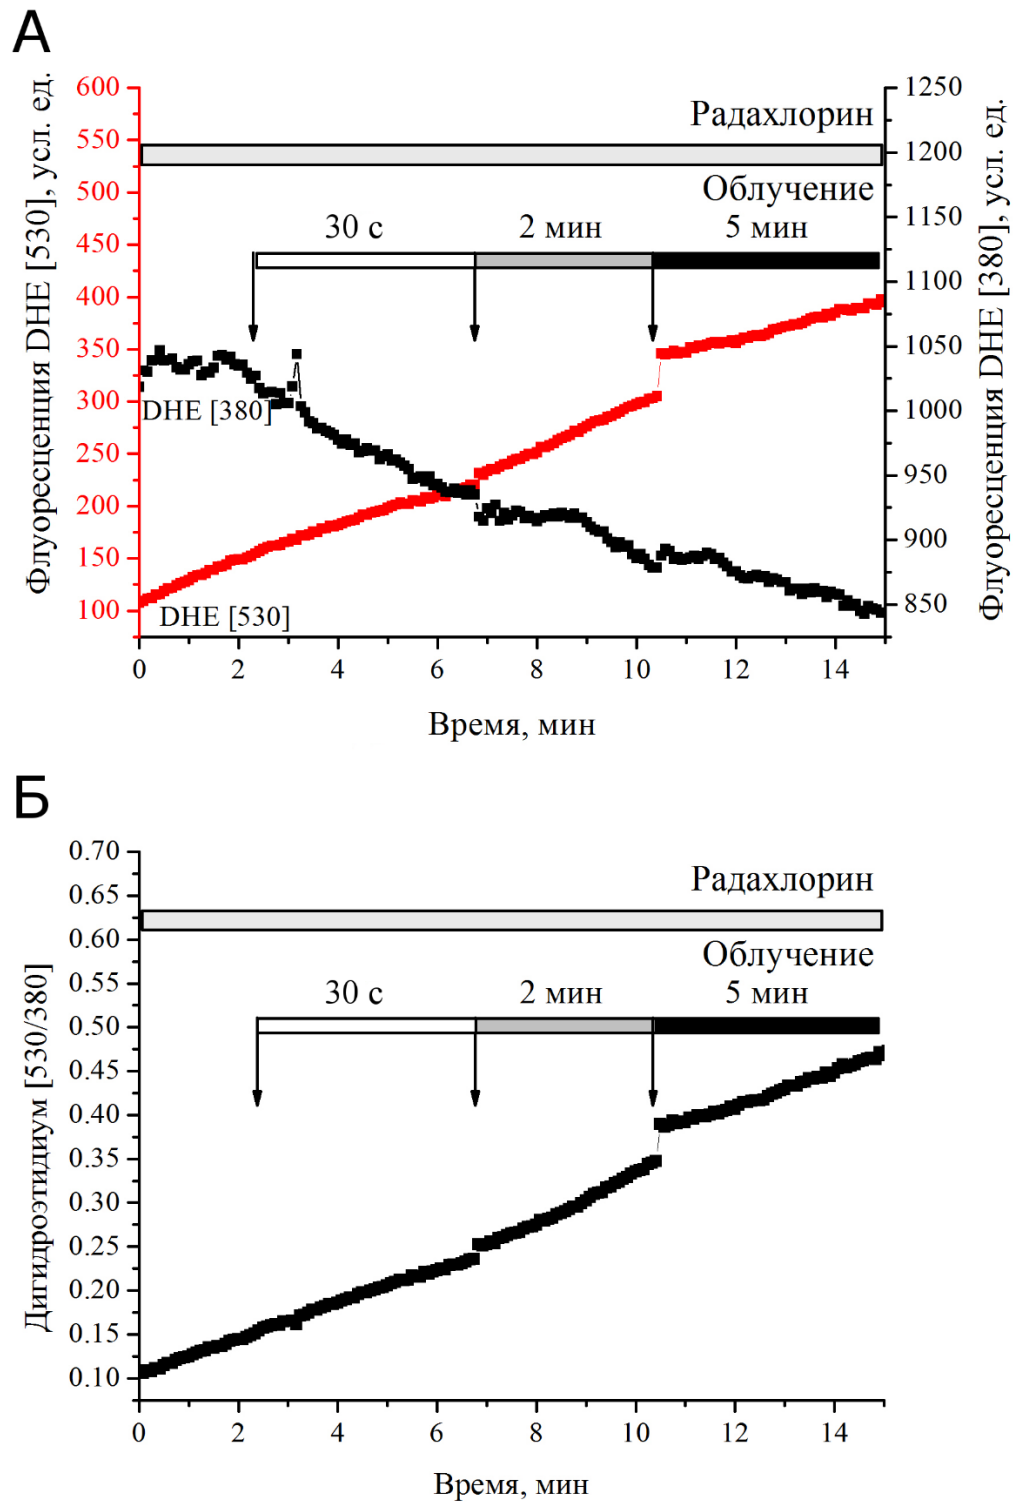 А
Флуоресценция DHE [530], усл. ед.
600
550
500
450
400
350
300
250
200
150
100
Радахлорин
Облучение
30 с
2 мин
5 мин
DHE [380]
DHE [530]
1250
1200
1150
1100
1050
1000
950
900
850
Флуоресценция DHE [380], усл. ед.
0 2 4 6 8 10 12 14
Время, мин
Б
Дигидроэтидиум [530/380]
0.70
0.65
0.60
0.55
0.50
0.45
0.40
0.35
0.30
0.25
0.20
0.15
0.10
Радахлорин
Облучение
30 с
2 мин
5 мин
0 2 4 6 8 10 12 14
Время, мин